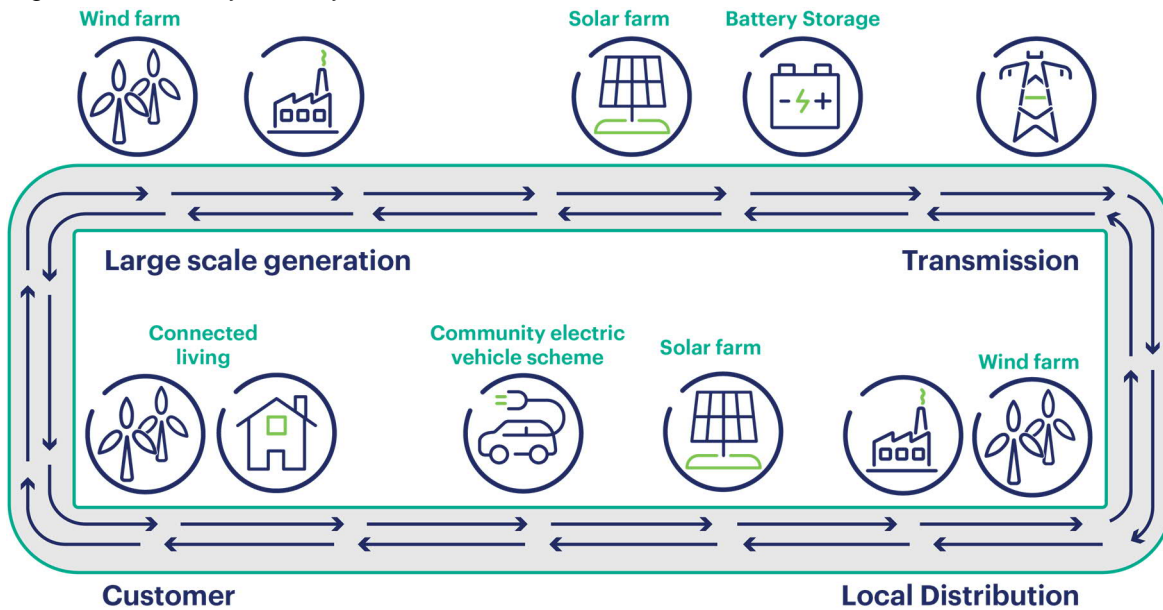 Wind farm
Solar farm
Battery Storage
Large scale generation
Transmission
Connected
living
Community electric
vehicle scheme
Solar farm
Wind farm
Customer
Local Distribution